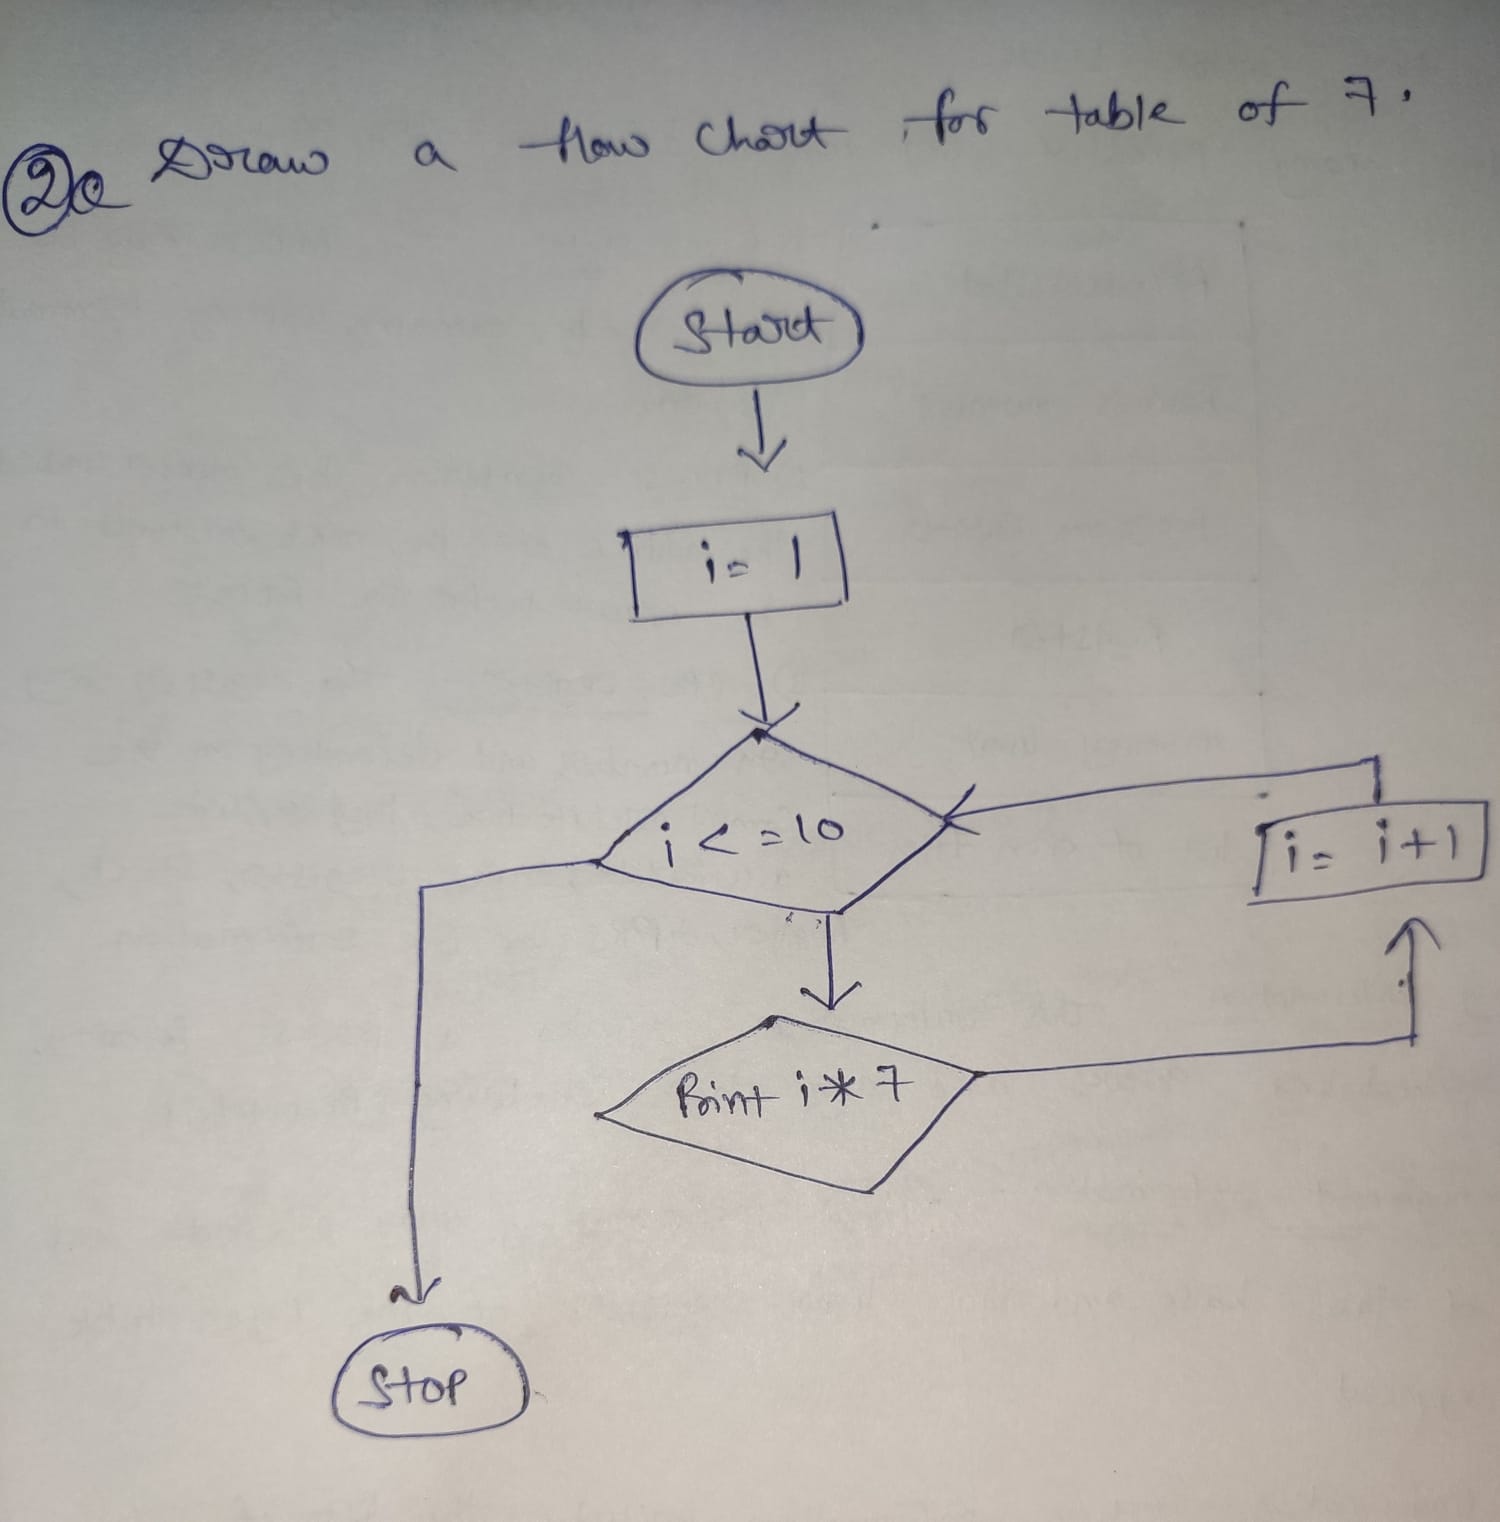 2Q Draw a flow chart for table of 7.
Start
i= 1
i <=10
i= i+1
Print i*7
Stop